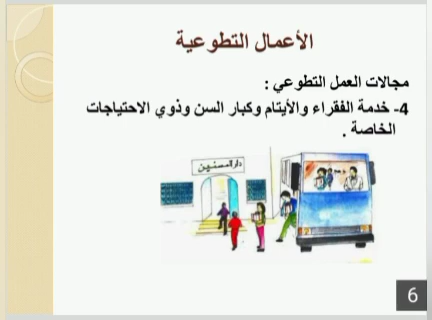 الأعمال التطوعية
مجالات العمل التطوعي :
4- خدمة الفقراء والأيتام وكبار السن وذوي الاحتياجات
الخاصة .
دار المسنين
6